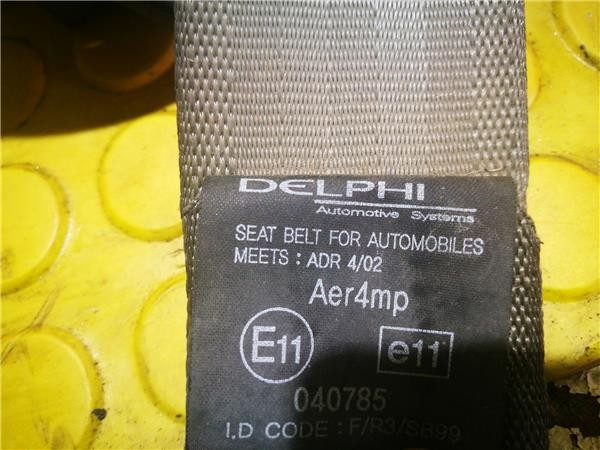 DELPHI
Automotive Systems
SEAT BELT FOR AUTOMOBILES
MEETS : ADR 4/02
Aer4mp
E11 e11
040785
I.D CODE : F/R3/SB99